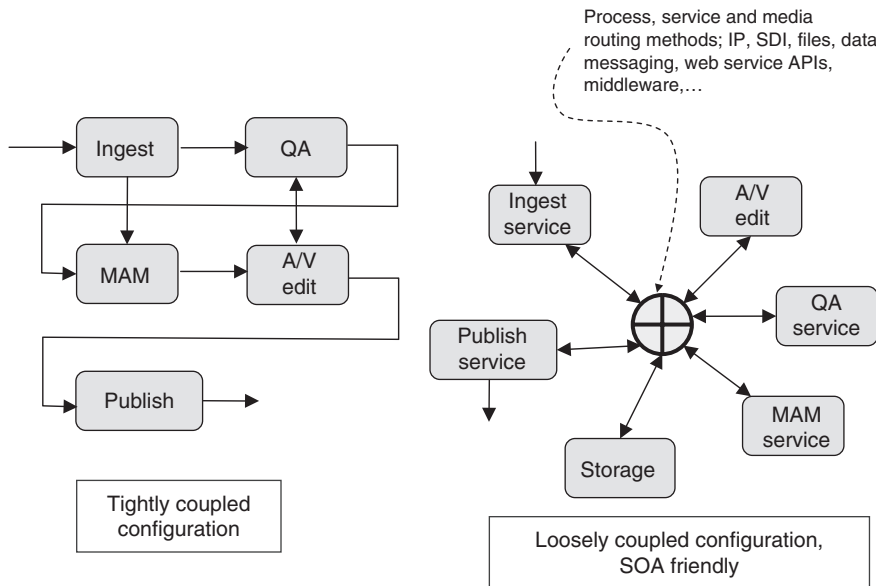 Process, service and media
routing methods; IP, SDI, files, data
messaging, web service APIs,
middleware,…
Ingest
QA
MAM
A/V
edit
Publish
Tightly coupled
configuration
Ingest
service
A/V
edit
QA
service
Publish
service
MAM
service
Storage
Loosely coupled configuration,
SOA friendly